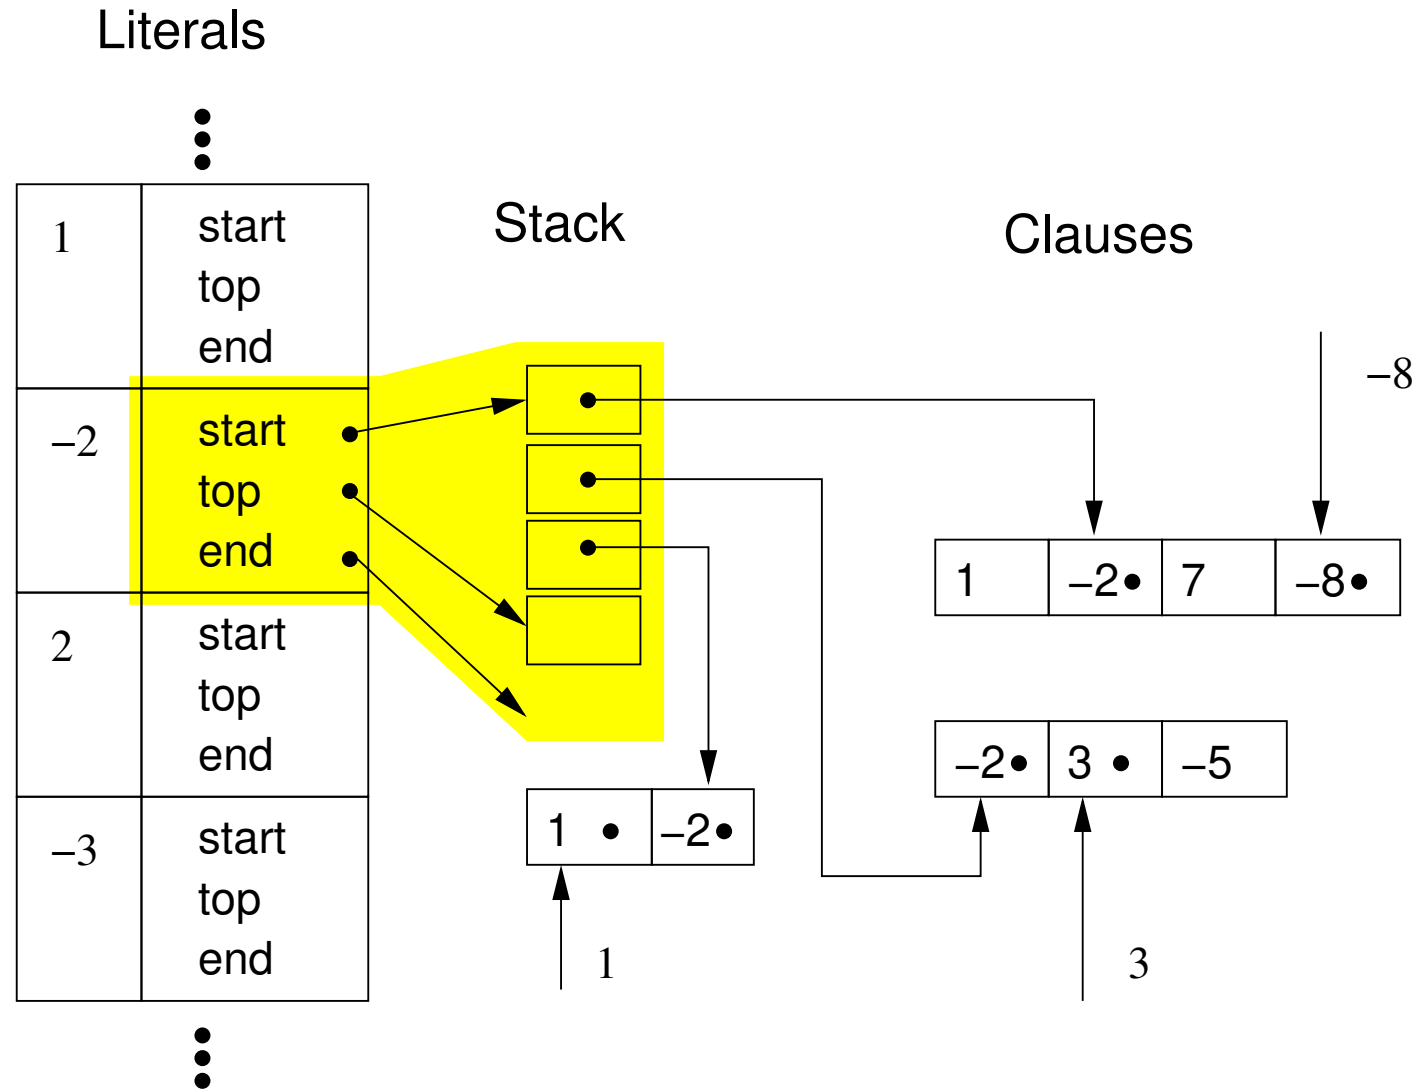 Literals
Stack
Clauses
1
start
top
end
−2
start
top
end
2
start
top
end
−3
start
top
end
−8
1 −2 7 −8
−2 3 −5
1 −2
1
3